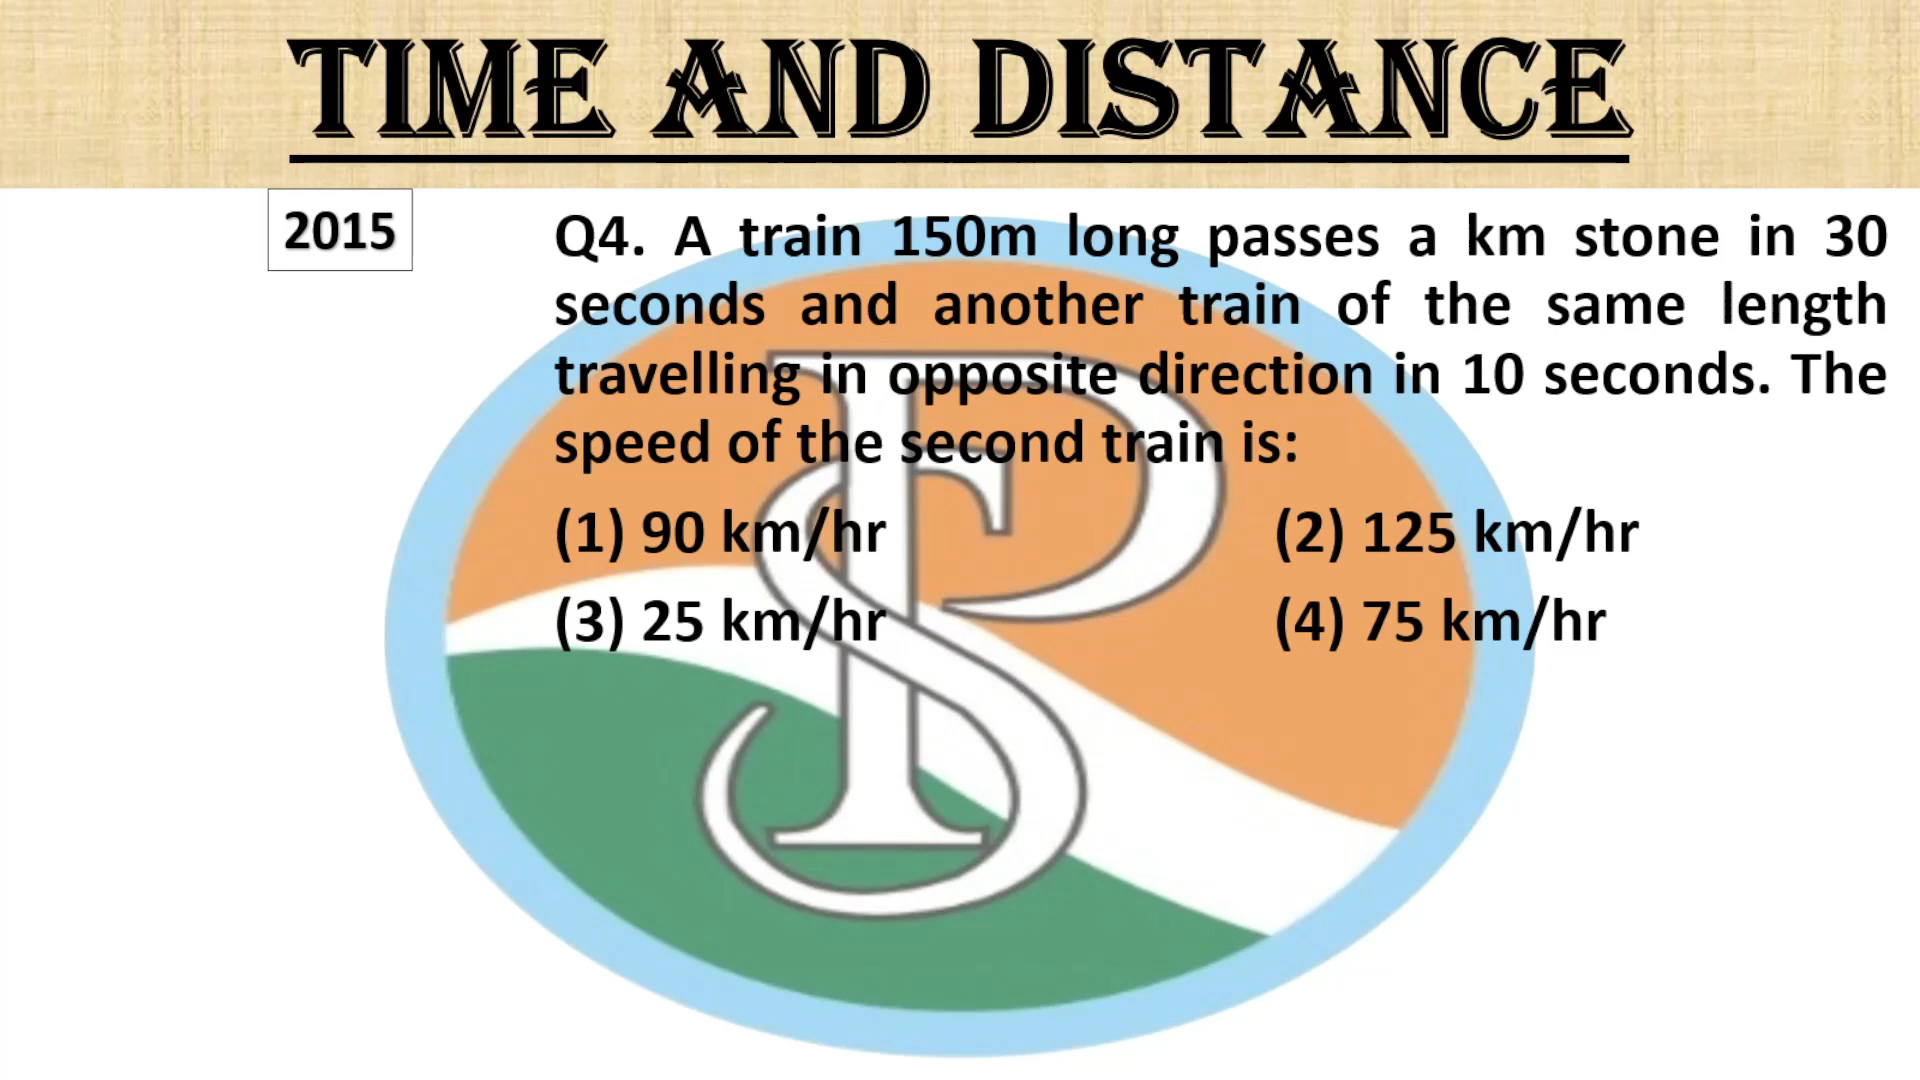 TIME AND DISTANCE
2015
Q4. A train 150m long passes a km stone in 30
seconds and another train of the same length
travelling in opposite direction in 10 seconds. The
speed of the second train is:
(1) 90 km/hr (2) 125 km/hr
(3) 25 km/hr (4) 75 km/hr